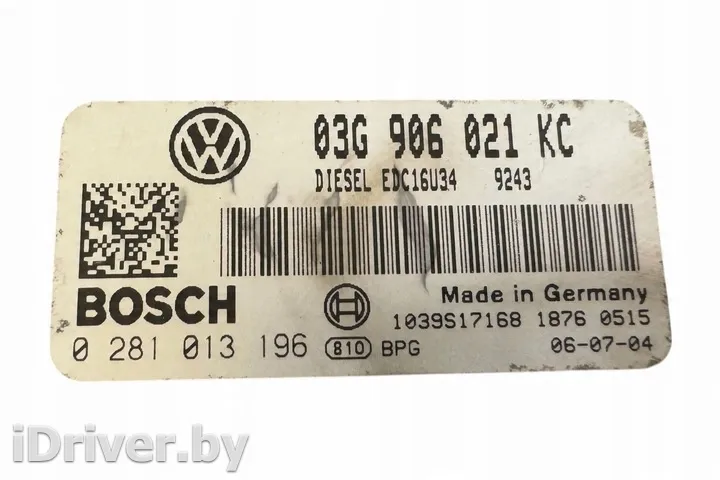 03G 906 021 KC
DIESEL EDC16U34 9243
BOSCH
Made in Germany
1039S17168 1876 0515
0 281 013 196 810 BPG 06-07-04
iDriver.by